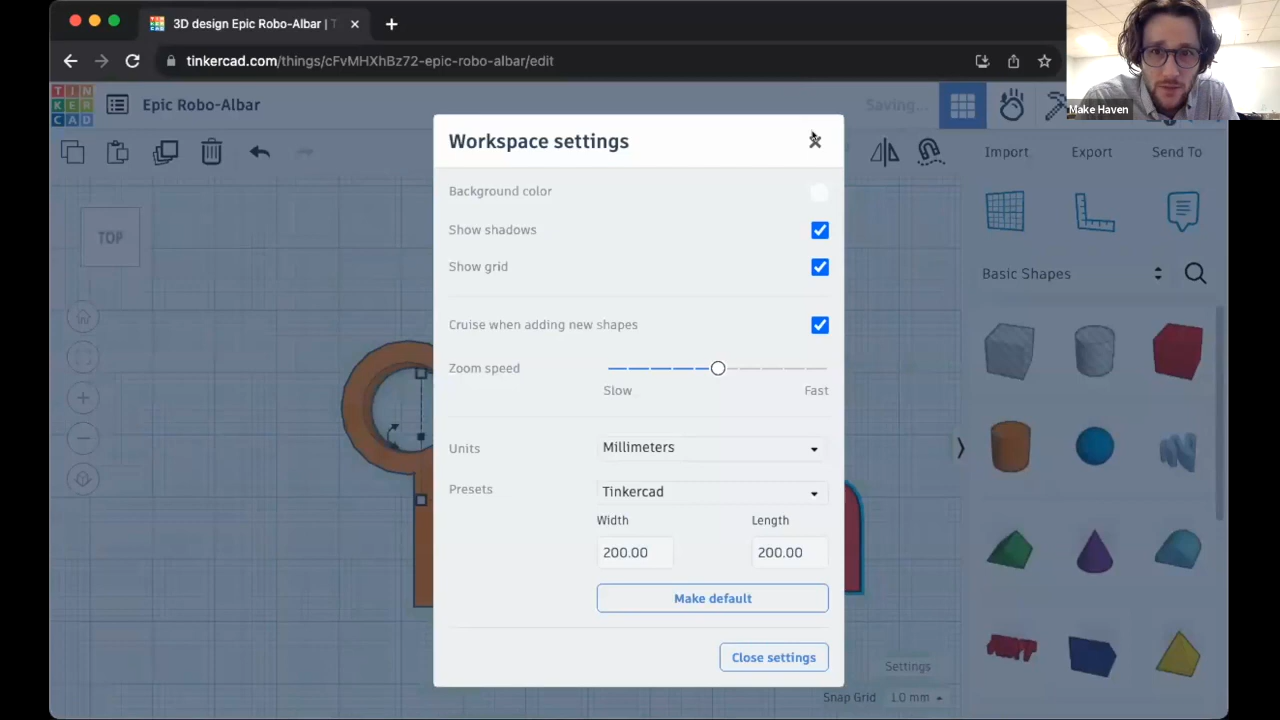 3D design Epic Robo-Albar | T
tinkercad.com/things/cFvMHXhBz72-epic-robo-albar/edit
Make Haven
TIN
KER
CAD
Epic Robo-Albar
Saving...
Workspace settings
Import
Export
Send To
TOP
Background color
Show shadows
Show grid
Basic Shapes
Cruise when adding new shapes
Zoom speed
Slow
Fast
Units
Millimeters
Presets
Tinkercad
Width
Length
200.00
200.00
Make default
Close settings
Settings
Snap Grid
1.0 mm